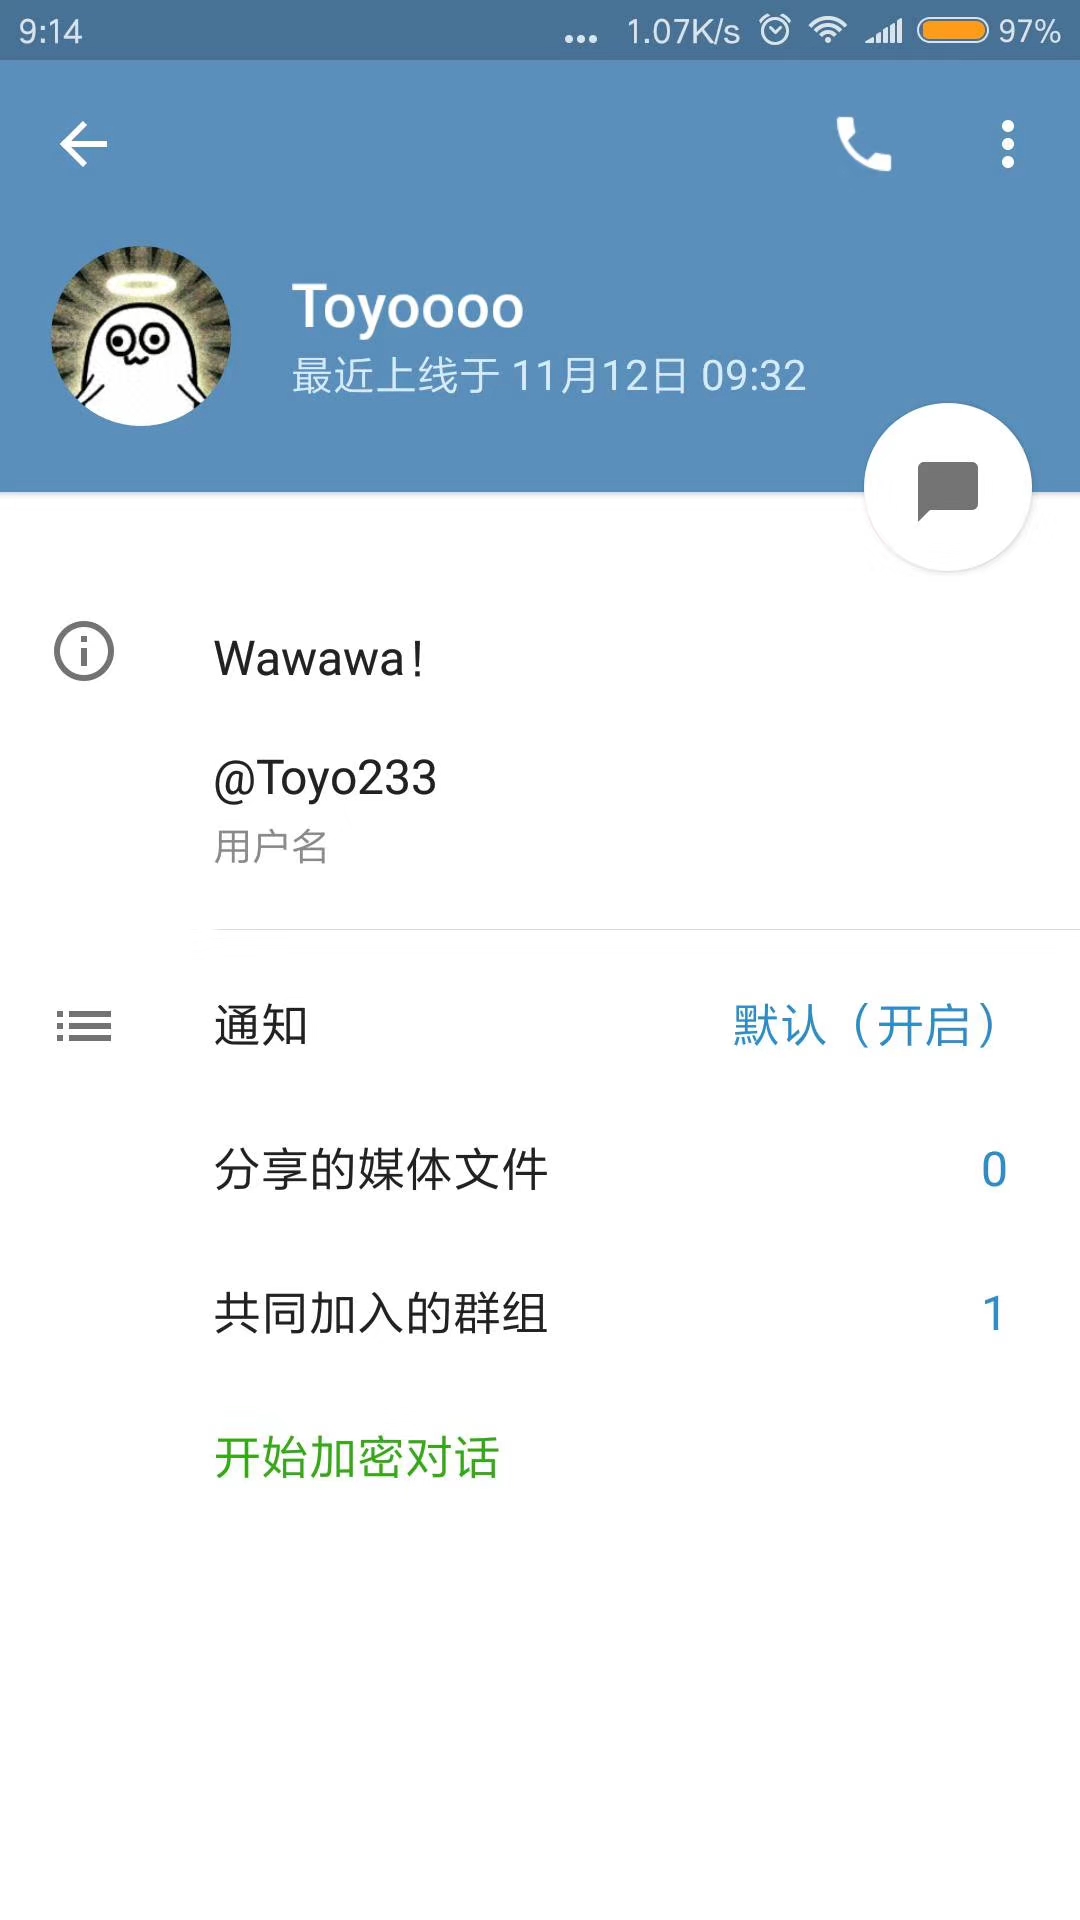 9:14
... 1.07K/s 97%
Toyoooo
最近上线于 11月12日 09:32
Wawawa！
@Toyo233
用户名
通知
默认（开启）
分享的媒体文件
0
共同加入的群组
1
开始加密对话